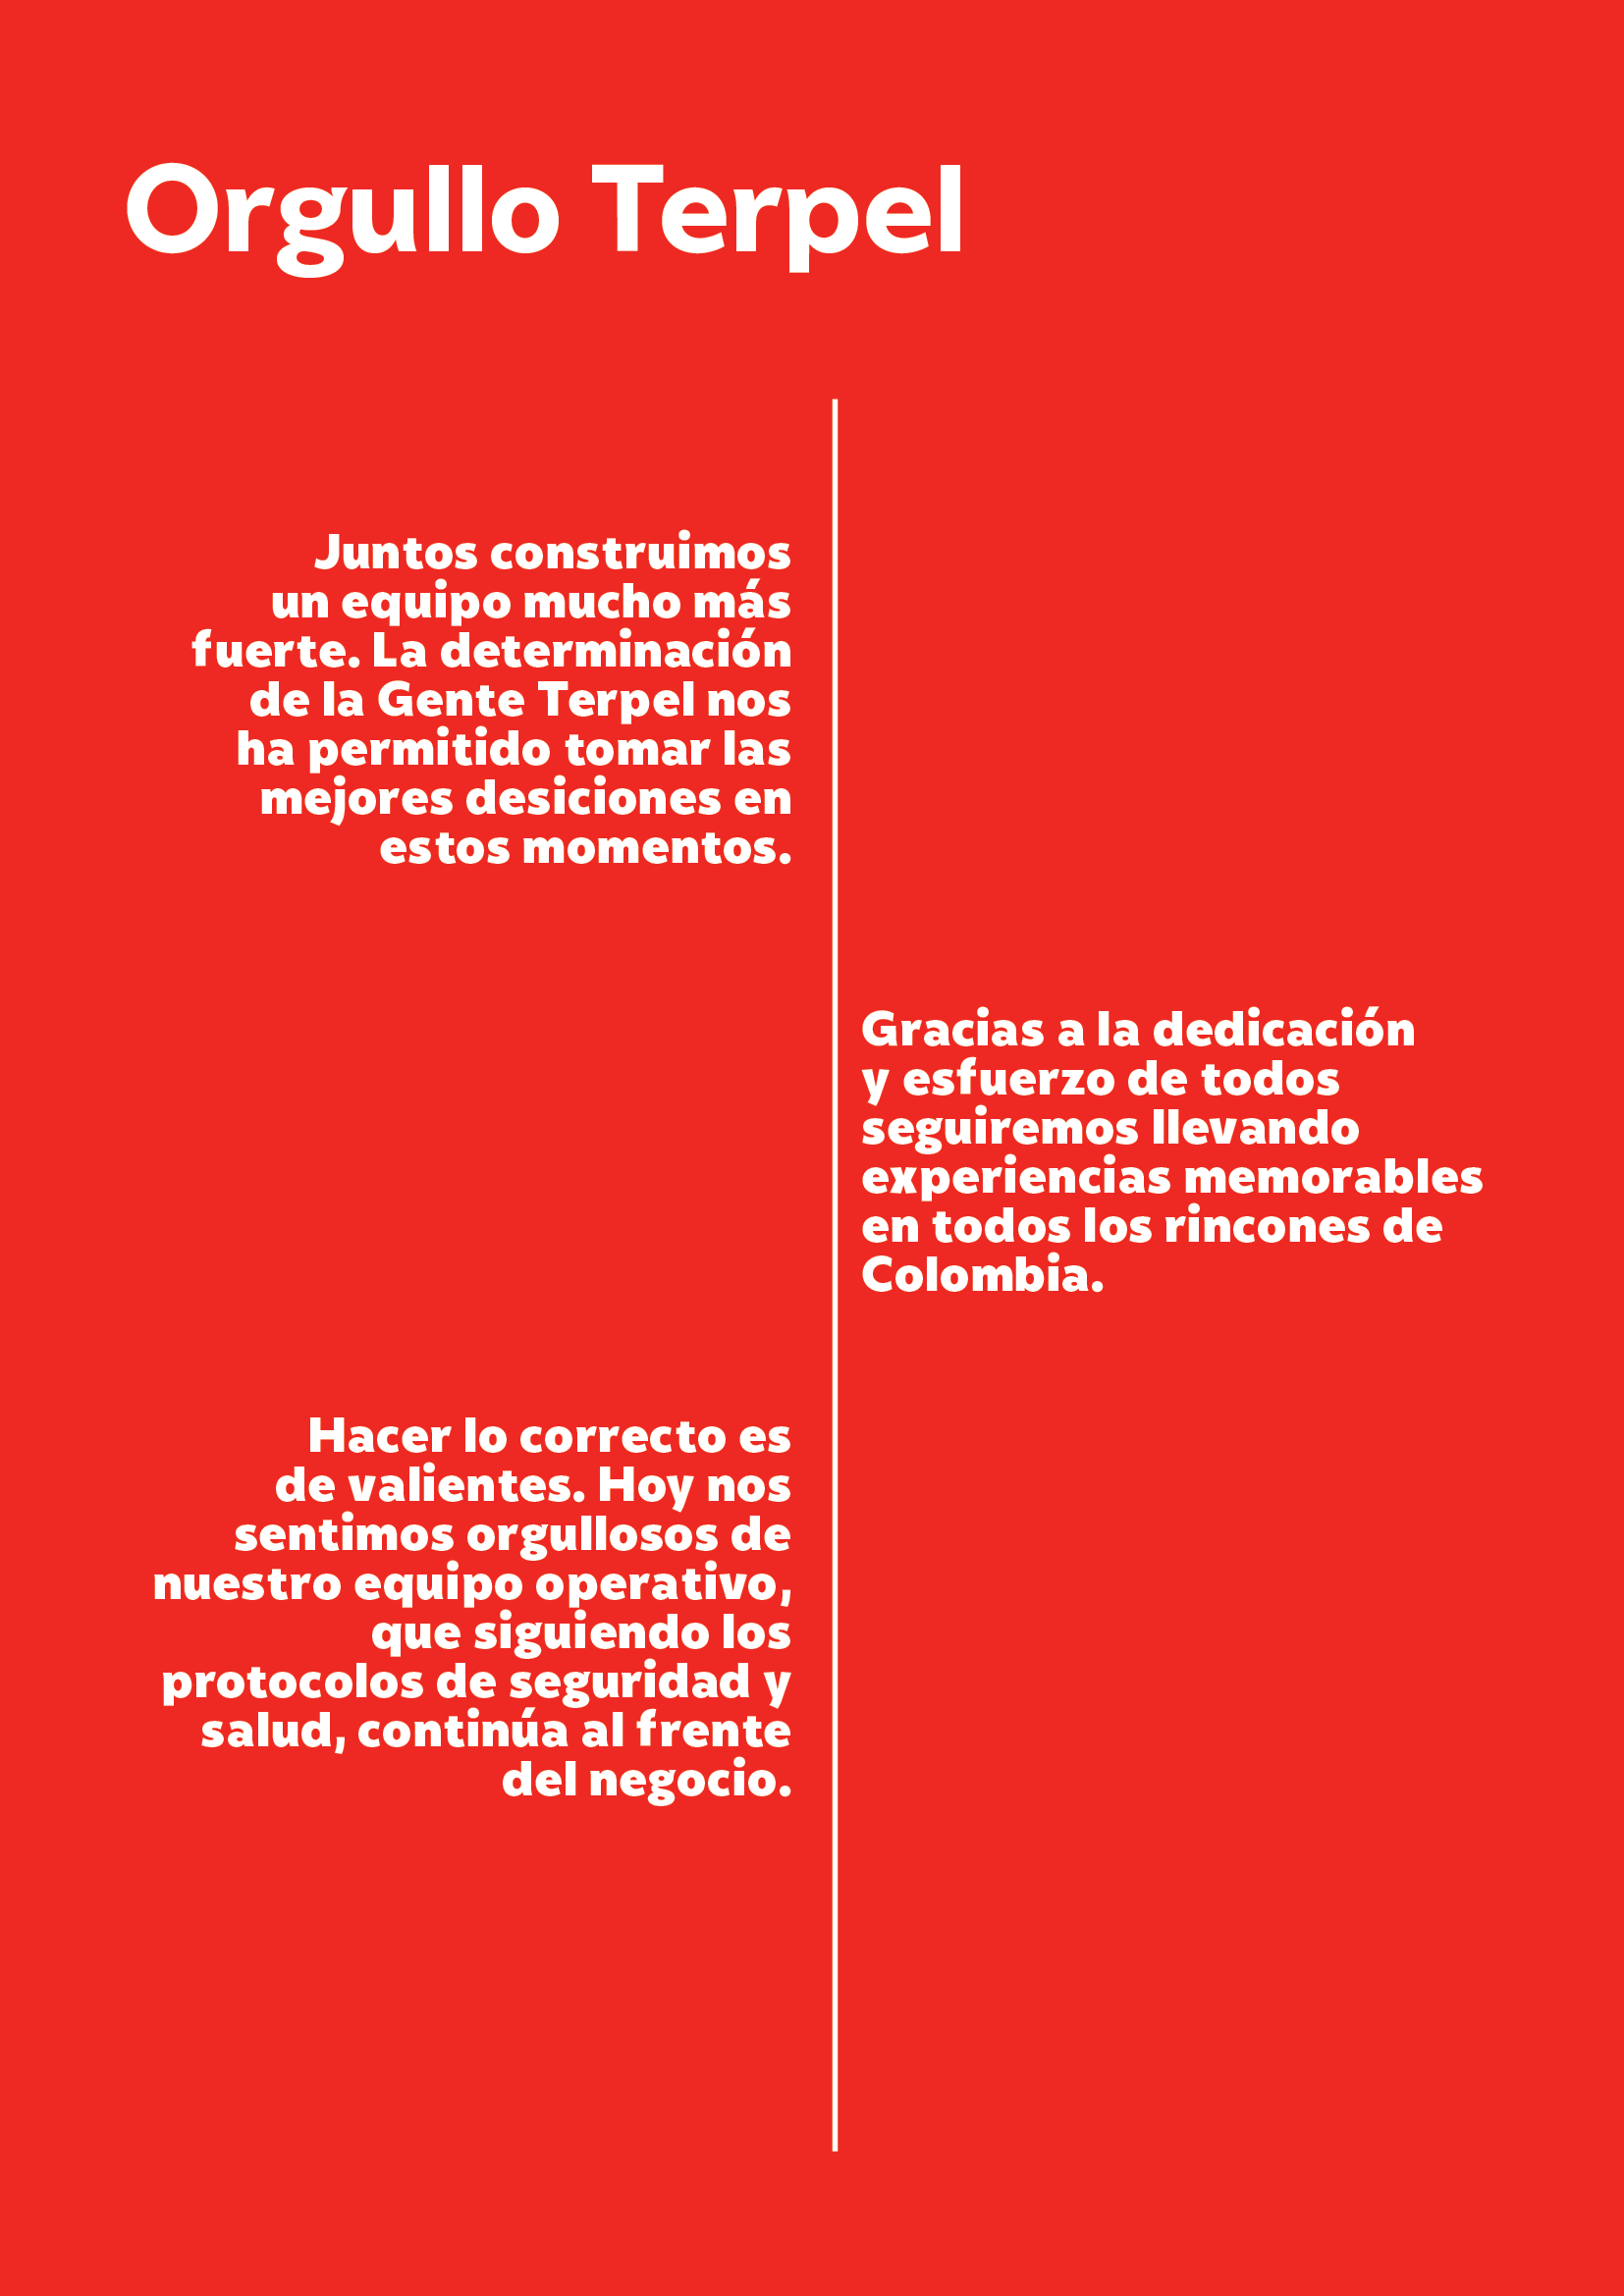 Orgullo Terpel
Juntos construimos
un equipo mucho más
fuerte. La determinación
de la Gente Terpel nos
ha permitido tomar las
mejores desiciones en
estos momentos.
Gracias a la dedicación
y esfuerzo de todos
seguiremos llevando
experiencias memorables
en todos los rincones de
Colombia.
Hacer lo correcto es
de valientes. Hoy nos
sentimos orgullosos de
nuestro equipo operativo,
que siguiendo los
protocolos de seguridad y
salud, continúa al frente
del negocio.